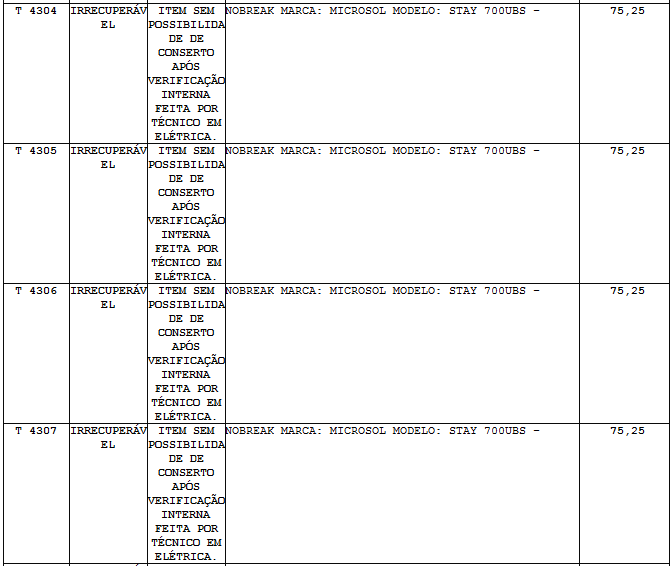 T 4304 IRRECUPERÁV ITEM SEM NOBREAK MARCA: MICROSOL MODELO: STAY 700UBS – 75,25
EL POSSIBILIDA
DE DE
CONSERTO
APÓS
VERIFICAÇÃO
INTERNA
FEITA POR
TÉCNICO EM
ELÉTRICA.
T 4305 IRRECUPERÁV ITEM SEM NOBREAK MARCA: MICROSOL MODELO: STAY 700UBS – 75,25
EL POSSIBILIDA
DE DE
CONSERTO
APÓS
VERIFICAÇÃO
INTERNA
FEITA POR
TÉCNICO EM
ELÉTRICA.
T 4306 IRRECUPERÁV ITEM SEM NOBREAK MARCA: MICROSOL MODELO: STAY 700UBS – 75,25
EL POSSIBILIDA
DE DE
CONSERTO
APÓS
VERIFICAÇÃO
INTERNA
FEITA POR
TÉCNICO EM
ELÉTRICA.
T 4307 IRRECUPERÁV ITEM SEM NOBREAK MARCA: MICROSOL MODELO: STAY 700UBS – 75,25
EL POSSIBILIDA
DE DE
CONSERTO
APÓS
VERIFICAÇÃO
INTERNA
FEITA POR
TÉCNICO EM
ELÉTRICA.